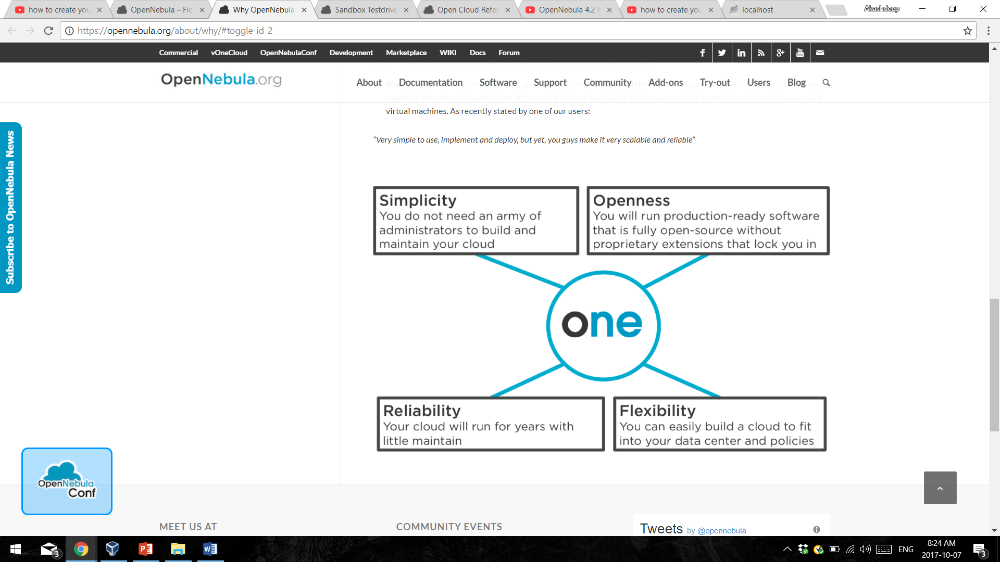 how to create you
OpenNebula – Fle
Why OpenNebula
Sandbox Testdrive
Open Cloud Refer
OpenNebula 4.2 F
how to create you
localhost
Akashdeep
https://opennebula.org/about/why/#toggle-id-2
Commercial vOneCloud OpenNebulaConf Development Marketplace WIKI Docs Forum
OpenNebula.org
About Documentation Software Support Community Add-ons Try-out Users Blog
reported infrastructures with tens of zones distributed worldwide that have executed several hundreds of thousands of
virtual machines. As recently stated by one of our users:
“Very simple to use, implement and deploy, but yet, you guys make it very scalable and reliable”
Subscribe to OpenNebula News
Simplicity
You do not need an army of
administrators to build and
maintain your cloud
Openness
You will run production-ready software
that is fully open-source without
proprietary extensions that lock you in
one
Reliability
Your cloud will run for years with
little maintain
Flexibility
You can easily build a cloud to fit
into your data center and policies
OpenNebula
Conf
MEET US AT
COMMUNITY EVENTS
Tweets by @opennebula
3
ENG
8:24 AM
2017-10-07
3